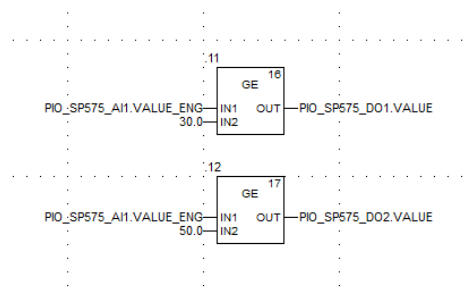 .11
16
GE
PIO_SP575_AI1.VALUE_ENG IN1 OUT PIO_SP575_DO1.VALUE
30.0 IN2
.12
17
GE
PIO_SP575_AI1.VALUE_ENG IN1 OUT PIO_SP575_DO2.VALUE
50.0 IN2